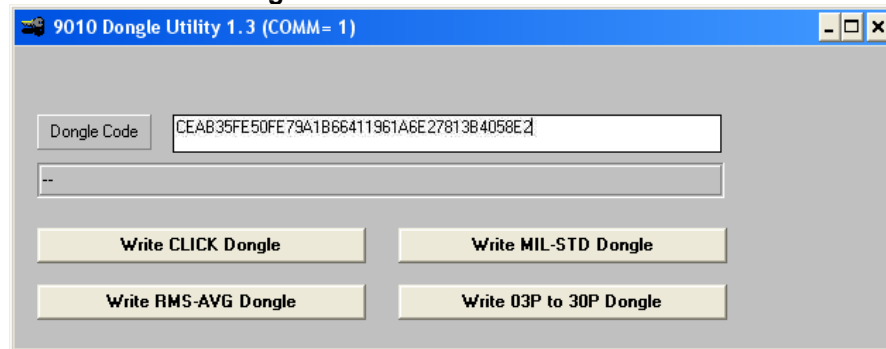 9010 Dongle Utility 1.3 (COMM= 1)
Dongle Code CEAB35FE50FE79A1B66411961A6E27813B4058E2
--
Write CLICK Dongle Write MIL-STD Dongle
Write RMS-AVG Dongle Write 03P to 30P Dongle